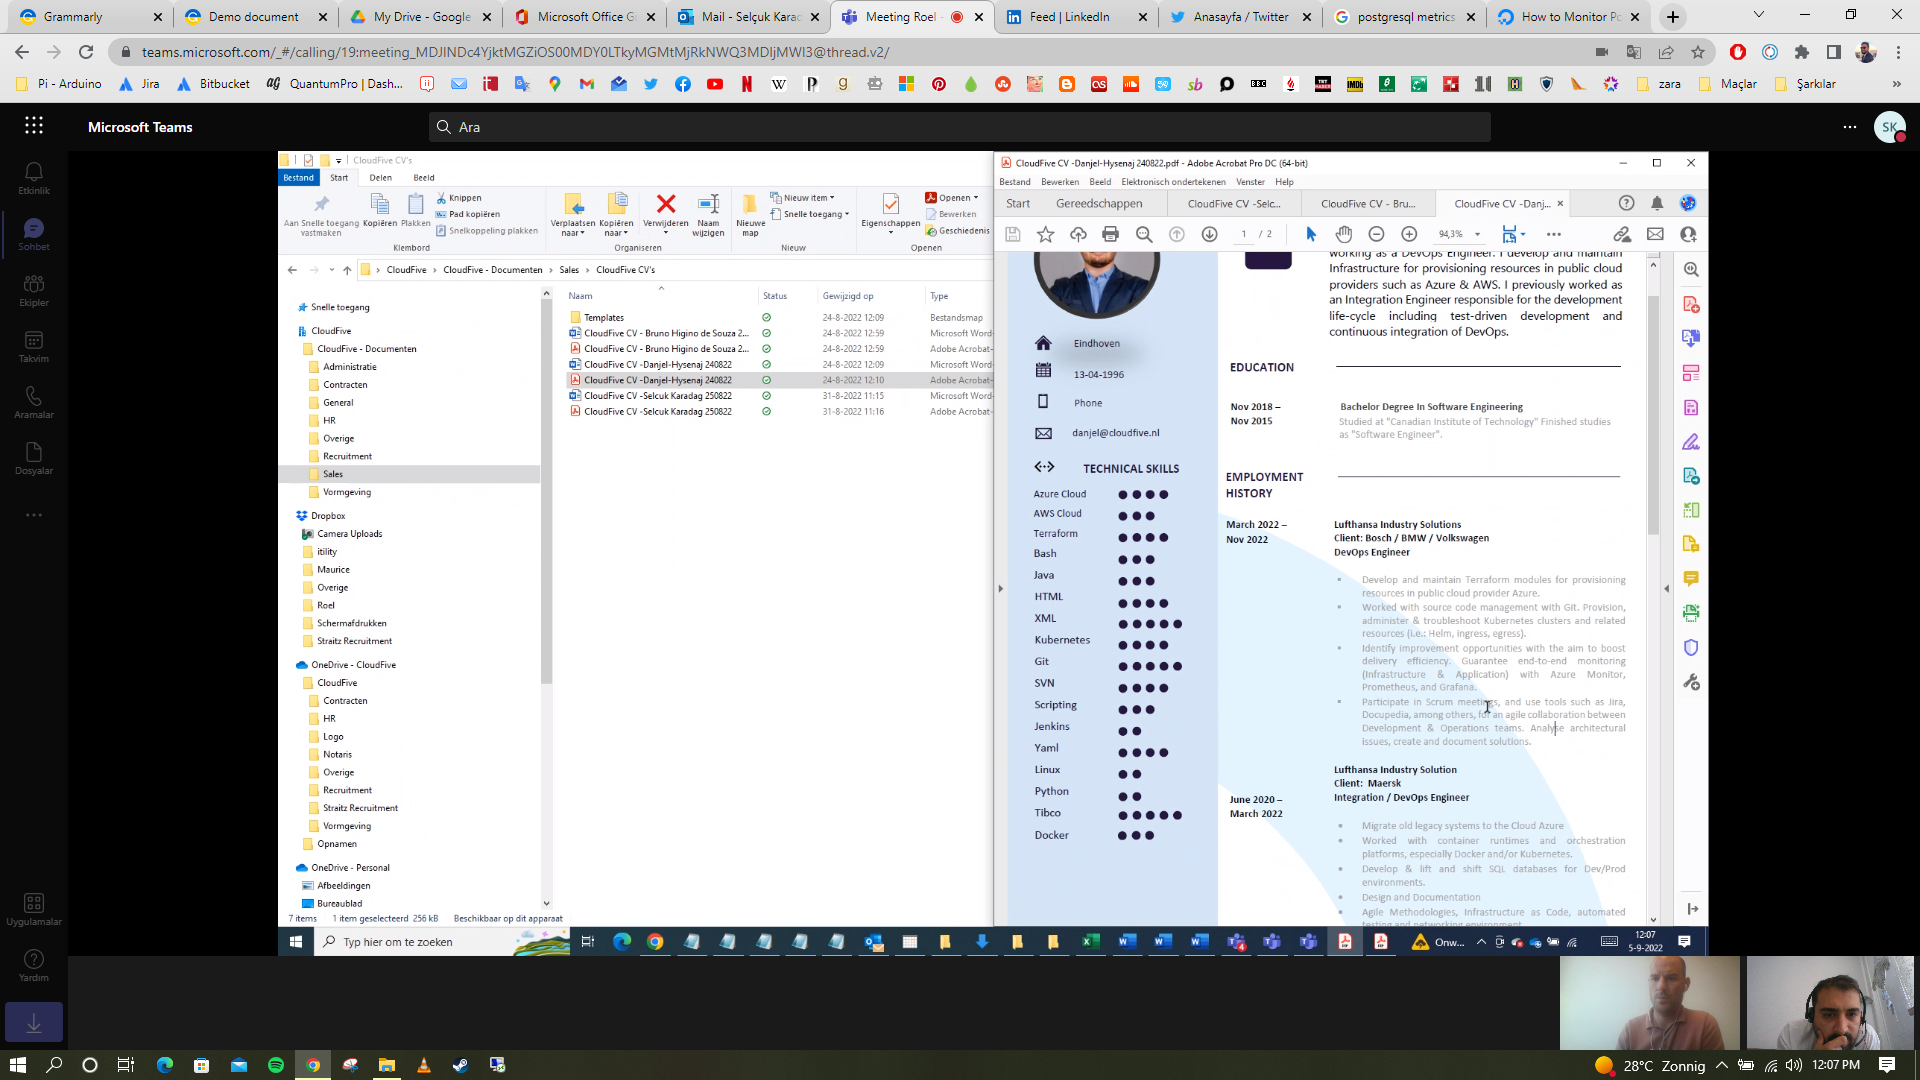 Grammarly
Demo document
My Drive - Google
Microsoft Office G
Mail - Selçuk Karad
Meeting Roel -
Feed | LinkedIn
Anasayfa / Twitter
postgresql metrics
How to Monitor Po
teams.microsoft.com/_#/calling/19:meeting_MDJlNDc4YjktMGZiOS00MDY0LTkyMGMtMjRkNWQ3MDIjMWI3@thread.v2/
Pi - Arduino
Jira
Bitbucket
QuantumPro | Dash...
zara
Maçlar
Şarkılar
Microsoft Teams
Ara
SK
Etkinlik
Sohbet
Ekipler
Takvim
Aramalar
Dosyalar
Uygulamalar
Yardım
CloudFive CV's
Bestand
Start
Delen
Beeld
Aan Snelle toegang vastmaken
Kopiëren
Plakken
Knippen
Pad kopiëren
Snelkoppeling plakken
Klembord
Verplaatsen naar
Kopiëren naar
Verwijderen
Naam wijzigen
Organiseren
Nieuwe map
Nieuw item
Snelle toegang
Nieuw
Eigenschappen
Openen
Bewerken
Geschiedenis
Openen
CloudFive > CloudFive - Documenten > Sales > CloudFive CV's
Snelle toegang
CloudFive
CloudFive - Documenten
Administratie
Contracten
General
HR
Overige
Recruitment
Sales
Vormgeving
Dropbox
Camera Uploads
itility
Maurice
Overige
Roel
Schermafdrukken
Straitz Recruitment
OneDrive - CloudFive
CloudFive
Contracten
HR
Logo
Notaris
Overige
Recruitment
Straitz Recruitment
Vormgeving
Opnamen
OneDrive - Personal
Afbeeldingen
Bureaublad
Naam Status Gewijzigd op Type
Templates 24-8-2022 12:09 Bestandsmap
CloudFive CV - Bruno Higino de Souza 2... 24-8-2022 12:59 Microsoft Word-
CloudFive CV - Bruno Higino de Souza 2... 24-8-2022 12:59 Adobe Acrobat-
CloudFive CV -Danjel-Hysenaj 240822 24-8-2022 12:09 Microsoft Word-
CloudFive CV -Danjel-Hysenaj 240822 24-8-2022 12:10 Adobe Acrobat-
CloudFive CV -Selcuk Karadag 250822 31-8-2022 11:15 Microsoft Word-
CloudFive CV -Selcuk Karadag 250822 31-8-2022 11:16 Adobe Acrobat-
7 items 1 item geselecteerd 256 kB Beschikbaar op dit apparaat
CloudFive CV -Danjel-Hysenaj 240822.pdf - Adobe Acrobat Pro DC (64-bit)
Bestand Bewerken Beeld Elektronisch ondertekenen Venster Help
Start
Gereedschappen
CloudFive CV -Selc...
CloudFive CV - Bru...
CloudFive CV -Danj...
1 / 2
94,3%
Eindhoven
13-04-1996
Phone
danjel@cloudfive.nl
TECHNICAL SKILLS
Azure Cloud
AWS Cloud
Terraform
Bash
Java
HTML
XML
Kubernetes
Git
SVN
Scripting
Jenkins
Yaml
Linux
Python
Tibco
Docker
working as a DevOps Engineer. I develop and maintain
Infrastructure for provisioning resources in public cloud
providers such as Azure & AWS. I previously worked as
an Integration Engineer responsible for the development
life-cycle including test-driven development and
continuous integration of DevOps.
EDUCATION
Nov 2018 –
Nov 2015
Bachelor Degree In Software Engineering
Studied at "Canadian Institute of Technology" Finished studies
as "Software Engineer".
EMPLOYMENT
HISTORY
March 2022 –
Nov 2022
Lufthansa Industry Solutions
Client: Bosch / BMW / Volkswagen
DevOps Engineer
Develop and maintain Terraform modules for provisioning
resources in public cloud provider Azure.
Worked with source code management with Git. Provision,
administer & troubleshoot Kubernetes clusters and related
resources (i.e.: Helm, ingress, egress).
Identify improvement opportunities with the aim to boost
delivery efficiency. Guarantee end-to-end monitoring
(Infrastructure & Application) with Azure Monitor,
Prometheus, and Grafana.
Participate in Scrum meetings, and use tools such as Jira,
Docupedia, among others, for an agile collaboration between
Development & Operations teams. Analyse architectural
issues, create and document solutions.
June 2020 –
March 2022
Lufthansa Industry Solution
Client: Maersk
Integration / DevOps Engineer
Migrate old legacy systems to the Cloud Azure
Worked with container runtimes and orchestration
platforms, especially Docker and/or Kubernetes.
Develop & lift and shift SQL databases for Dev/Prod
environments.
Design and Documentation
Agile Methodologies, Infrastructure as Code, automated
testing and networking environment
Typ hier om te zoeken
Onw...
12:07
5-9-2022
28°C Zonnig
12:07 PM